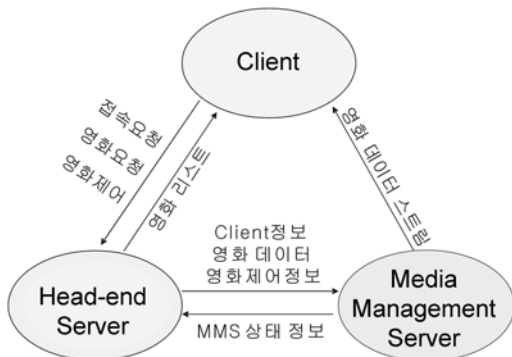 Client
접속요청
영화요청
영화제어
영화 리스트
영화 데이터 스트림
Client정보
영화 데이터
영화제어정보
Head-end
Server
Media
Management
Server
MMS 상태 정보